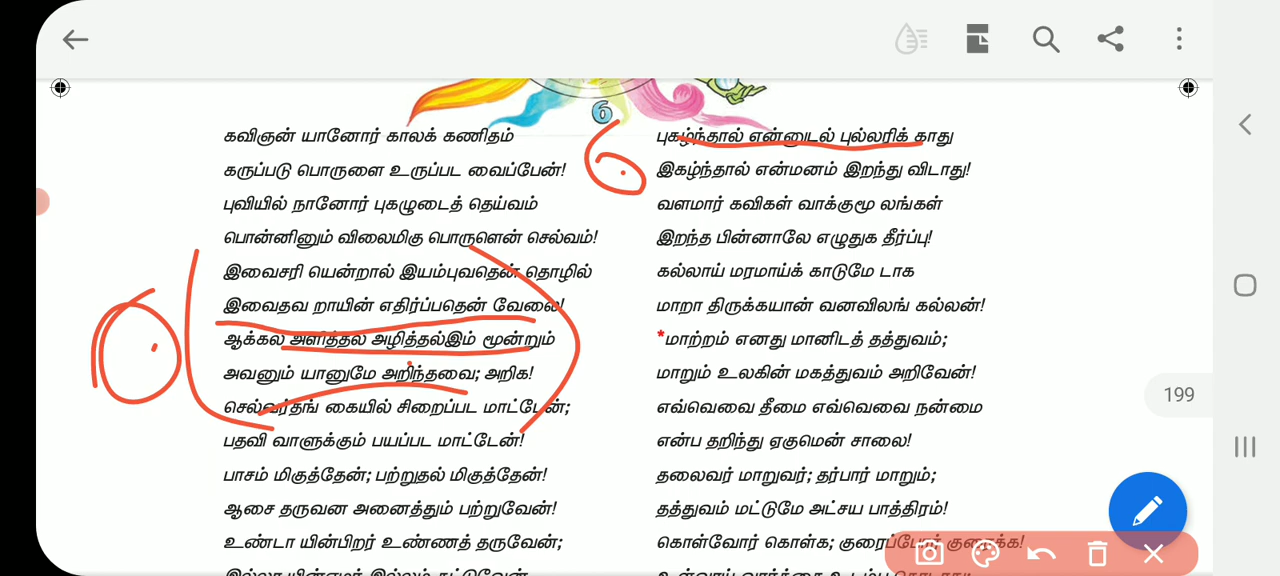 6
கவிஞன் யானோர் காலக் கணிதம்
கருப்படு பொருளை உருப்பட வைப்பேன்!
புவியில் நானோர் புகழுடைத் தெய்வம்
பொன்னினும் விலைமிகு பொருளென் செல்வம்!
இவைசரி யென்றால் இயம்புவதென் தொழில்
இவைதவ றாயின் எதிர்ப்பதென் வேலை!
ஆக்கல் அளித்தல் அழித்தல்இம் மூன்றும்
அவனும் யானுமே அறிந்தவை; அறிக!
செல்வர்தங் கையில் சிறைப்பட மாட்டேன்;
பதவி வாளுக்கும் பயப்பட மாட்டேன்!
பாசம் மிகுத்தேன்; பற்றுதல் மிகுத்தேன்!
ஆசை தருவன அனைத்தும் பற்றுவேன்!
உண்டா யின்பிறர் உண்ணத் தருவேன்;
6
புகழ்ந்தால் என்னுடல் புல்லரிக் காது
இகழ்ந்தால் என்மனம் இறந்து விடாது!
வளமார் கவிகள் வாக்குமூ லங்கள்
இறந்த பின்னாலே எழுதுக தீர்ப்பு!
கல்லாய் மரமாய்க் காடுமே டாக
மாறா திருக்கயான் வனவிலங் கல்லன்!
*மாற்றம் எனது மானிடத் தத்துவம்;
மாறும் உலகின் மகத்துவம் அறிவேன்!
எவ்வெவை தீமை எவ்வெவை நன்மை
என்ப தறிந்து ஏகுமென் சாலை!
தலைவர் மாறுவர்; தர்பார் மாறும்;
தத்துவம் மட்டுமே அட்சய பாத்திரம்!
கொள்வோர் கொள்க; குரைப்போர் குரைக்க!
199